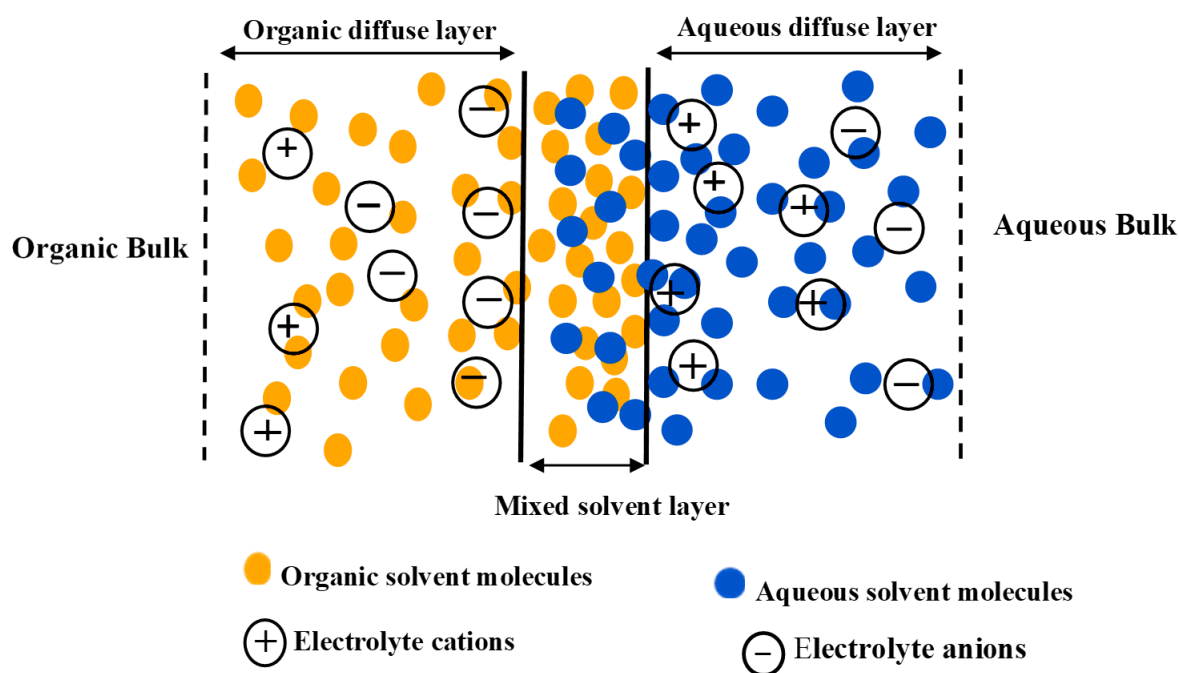 Organic diffuse layer
Aqueous diffuse layer
Organic Bulk
Aqueous Bulk
Mixed solvent layer
Organic solvent molecules
Aqueous solvent molecules
+ Electrolyte cations
− Electrolyte anions